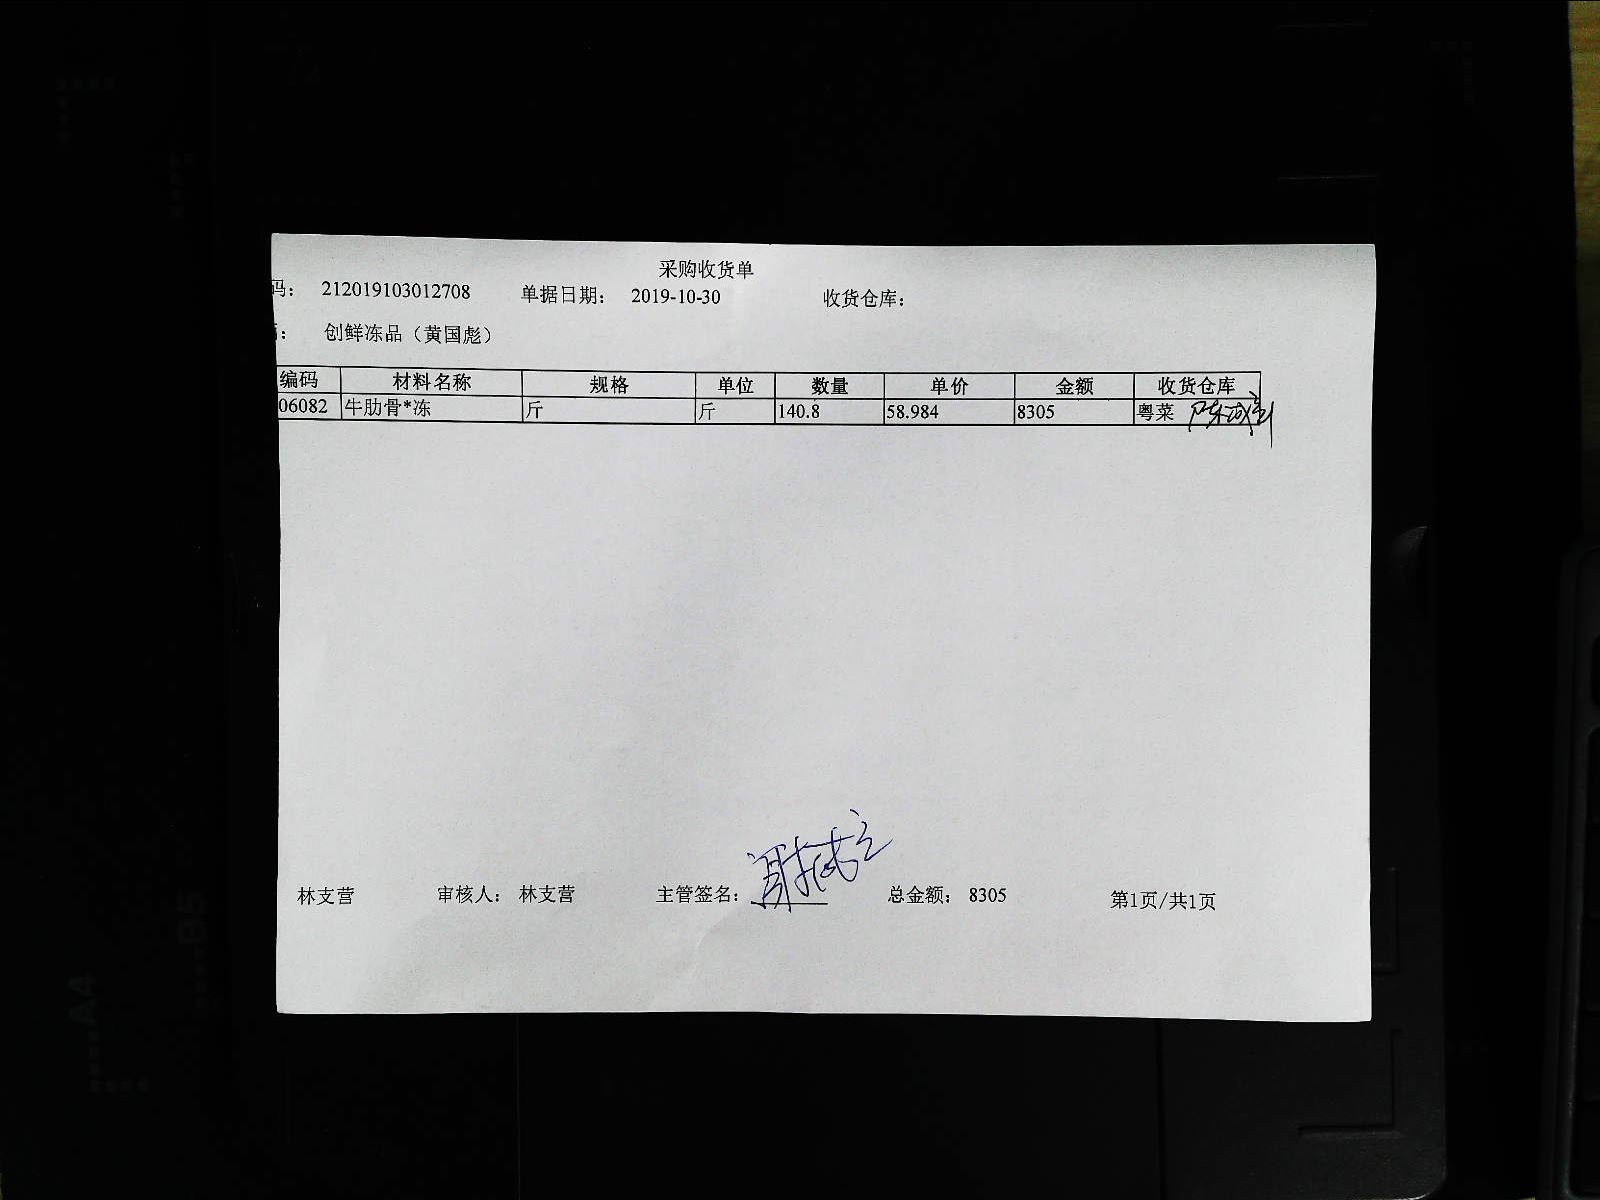 采购收货单
码： 212019103012708 单据日期： 2019-10-30 收货仓库：
： 创鲜冻品（黄国彪）
编码 材料名称 规格 单位 数量 单价 金额 收货仓库
06082 牛肋骨*冻 斤 斤 140.8 58.984 8305 粤菜
林支营 审核人： 林支营 主管签名： 总金额： 8305 第1页/共1页
A4
B5